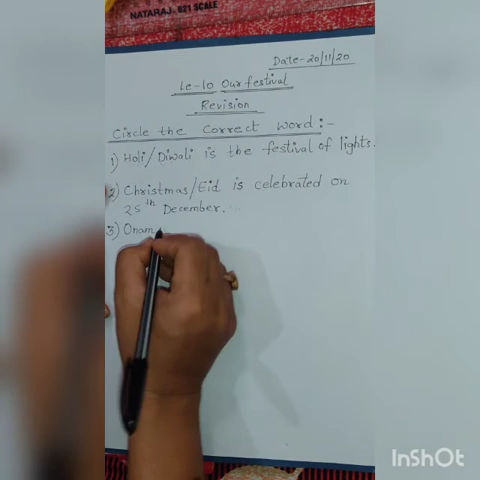 NATARAJ-621 SCALE
Date-20/11/20
Le-10 Our festival
Revision
Circle the Correct Word:-
1) Holi/Diwali is the festival of lights.
2) Christmas/Eid is celebrated on
25th December.
3) Onam
InShOt